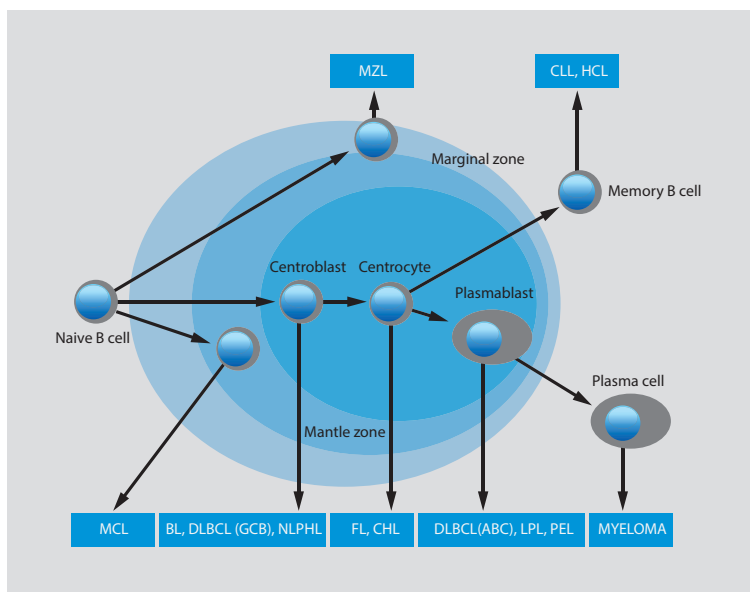 MZL
CLL, HCL
Marginal zone
Memory B cell
Centroblast
Centrocyte
Plasmablast
Naive B cell
Plasma cell
Mantle zone
MCL
BL, DLBCL (GCB), NLPHL
FL, CHL
DLBCL(ABC), LPL, PEL
MYELOMA